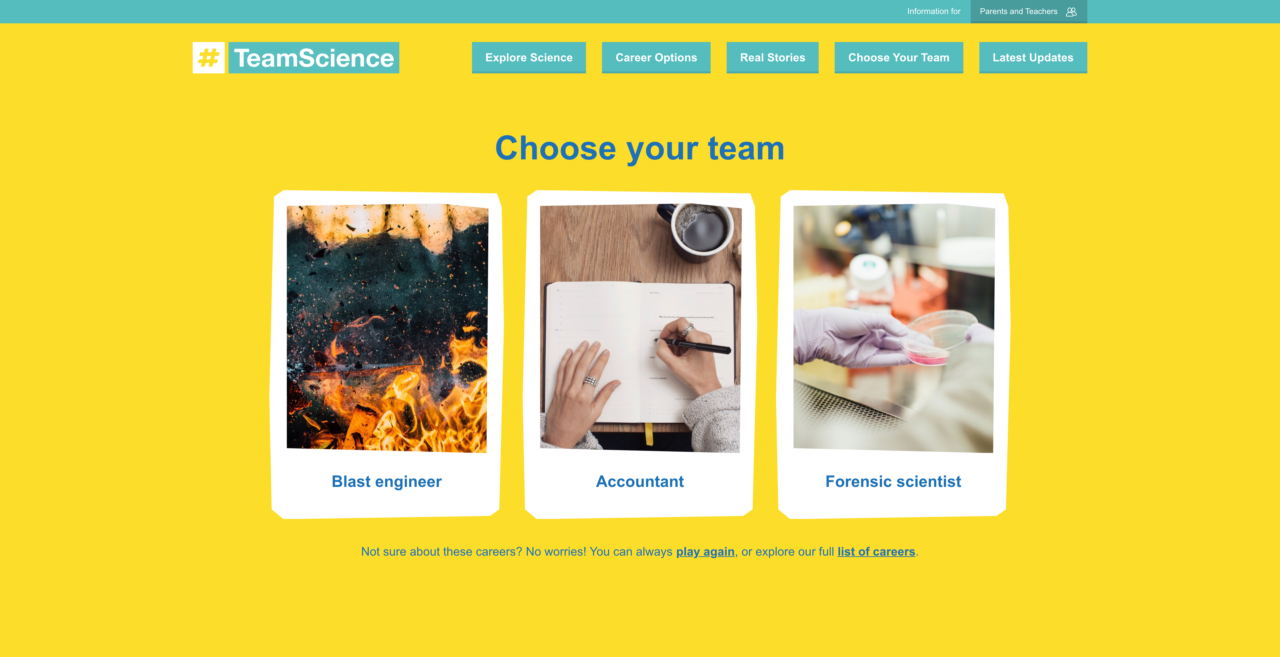 Information for
Parents and Teachers
# TeamScience
Explore Science
Career Options
Real Stories
Choose Your Team
Latest Updates
Choose your team
Blast engineer
Accountant
Forensic scientist
Not sure about these careers? No worries! You can always play again, or explore our full list of careers.